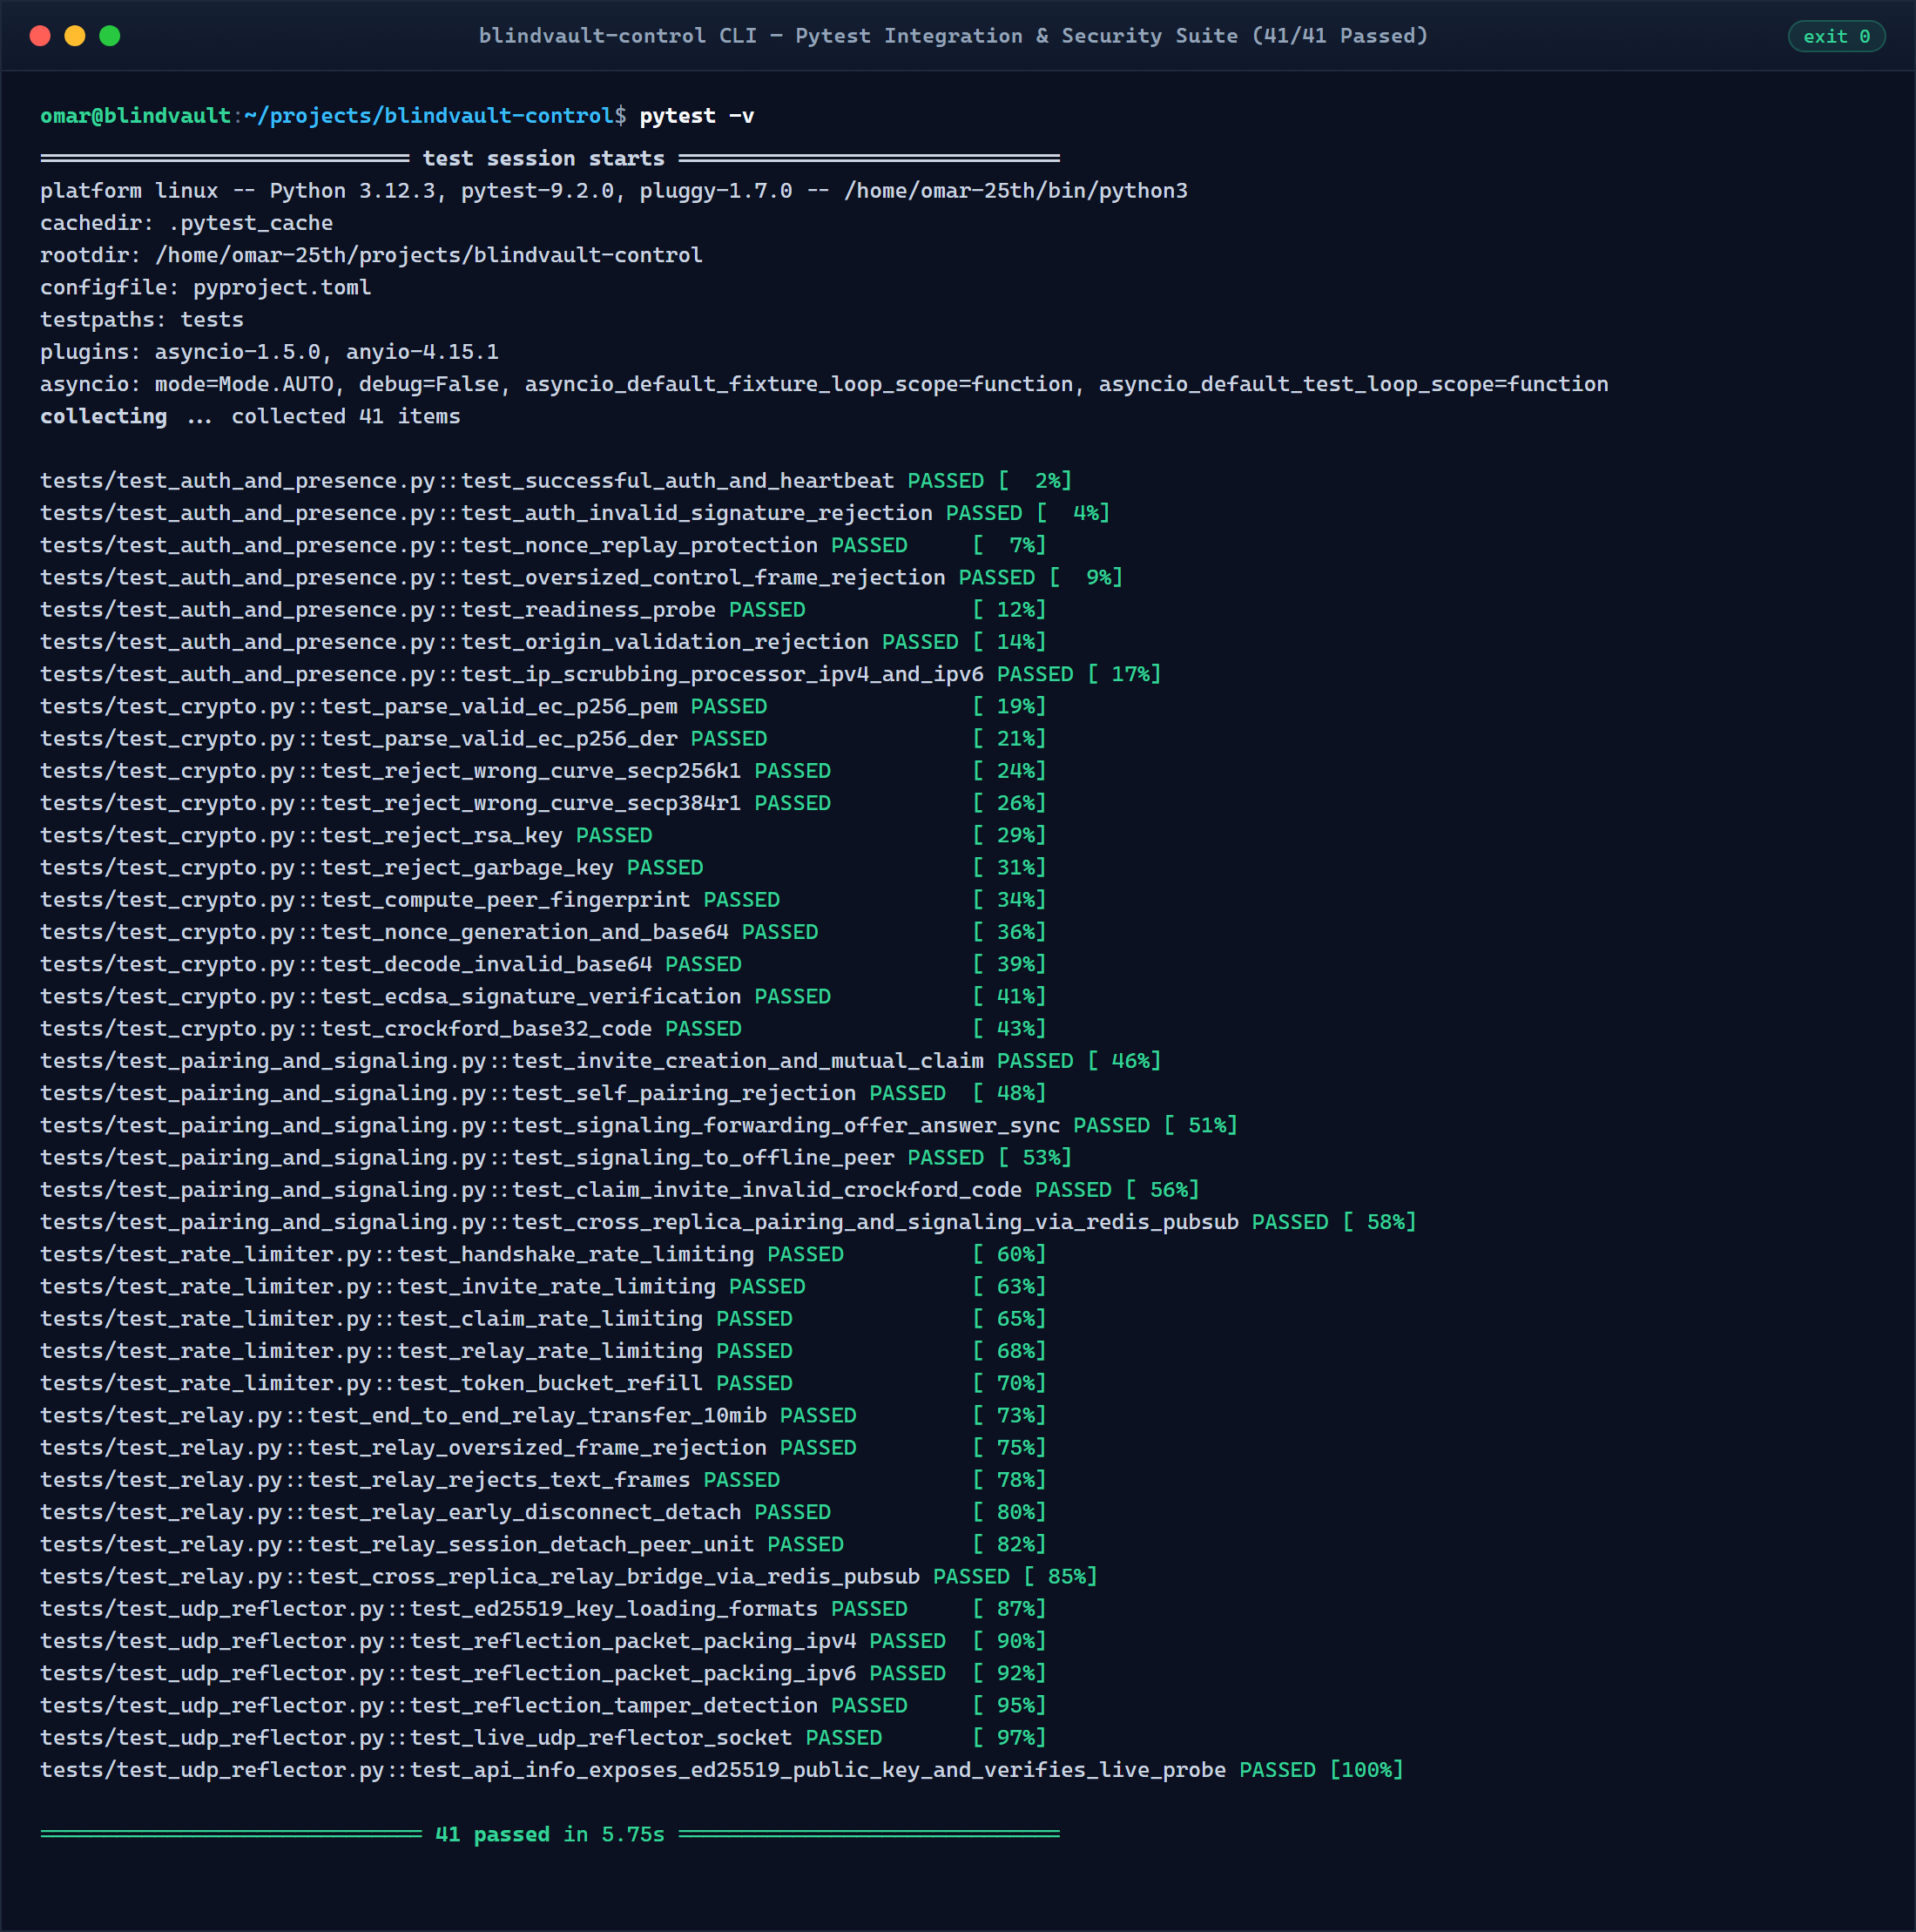 blindvault-control CLI — Pytest Integration & Security Suite (41/41 Passed)
exit 0
omar@blindvault:~/projects/blindvault-control$ pytest -v
============================= test session starts ==============================
platform linux -- Python 3.12.3, pytest-9.2.0, pluggy-1.7.0 -- /home/omar-25th/bin/python3
cachedir: .pytest_cache
rootdir: /home/omar-25th/projects/blindvault-control
configfile: pyproject.toml
testpaths: tests
plugins: asyncio-1.5.0, anyio-4.15.1
asyncio: mode=Mode.AUTO, debug=False, asyncio_default_fixture_loop_scope=function, asyncio_default_test_loop_scope=function
collecting ... collected 41 items
tests/test_auth_and_presence.py::test_successful_auth_and_heartbeat PASSED [  2%]
tests/test_auth_and_presence.py::test_auth_invalid_signature_rejection PASSED [  4%]
tests/test_auth_and_presence.py::test_nonce_replay_protection PASSED     [  7%]
tests/test_auth_and_presence.py::test_oversized_control_frame_rejection PASSED [  9%]
tests/test_auth_and_presence.py::test_readiness_probe PASSED             [ 12%]
tests/test_auth_and_presence.py::test_origin_validation_rejection PASSED [ 14%]
tests/test_auth_and_presence.py::test_ip_scrubbing_processor_ipv4_and_ipv6 PASSED [ 17%]
tests/test_crypto.py::test_parse_valid_ec_p256_pem PASSED                [ 19%]
tests/test_crypto.py::test_parse_valid_ec_p256_der PASSED                [ 21%]
tests/test_crypto.py::test_reject_wrong_curve_secp256k1 PASSED           [ 24%]
tests/test_crypto.py::test_reject_wrong_curve_secp384r1 PASSED           [ 26%]
tests/test_crypto.py::test_reject_rsa_key PASSED                         [ 29%]
tests/test_crypto.py::test_reject_garbage_key PASSED                     [ 31%]
tests/test_crypto.py::test_compute_peer_fingerprint PASSED               [ 34%]
tests/test_crypto.py::test_nonce_generation_and_base64 PASSED            [ 36%]
tests/test_crypto.py::test_decode_invalid_base64 PASSED                  [ 39%]
tests/test_crypto.py::test_ecdsa_signature_verification PASSED           [ 41%]
tests/test_crypto.py::test_crockford_base32_code PASSED                  [ 43%]
tests/test_pairing_and_signaling.py::test_invite_creation_and_mutual_claim PASSED [ 46%]
tests/test_pairing_and_signaling.py::test_self_pairing_rejection PASSED  [ 48%]
tests/test_pairing_and_signaling.py::test_signaling_forwarding_offer_answer_sync PASSED [ 51%]
tests/test_pairing_and_signaling.py::test_signaling_to_offline_peer PASSED [ 53%]
tests/test_pairing_and_signaling.py::test_claim_invite_invalid_crockford_code PASSED [ 56%]
tests/test_pairing_and_signaling.py::test_cross_replica_pairing_and_signaling_via_redis_pubsub PASSED [ 58%]
tests/test_rate_limiter.py::test_handshake_rate_limiting PASSED          [ 60%]
tests/test_rate_limiter.py::test_invite_rate_limiting PASSED             [ 63%]
tests/test_rate_limiter.py::test_claim_rate_limiting PASSED              [ 65%]
tests/test_rate_limiter.py::test_relay_rate_limiting PASSED              [ 68%]
tests/test_rate_limiter.py::test_token_bucket_refill PASSED              [ 70%]
tests/test_relay.py::test_end_to_end_relay_transfer_10mib PASSED         [ 73%]
tests/test_relay.py::test_relay_oversized_frame_rejection PASSED         [ 75%]
tests/test_relay.py::test_relay_rejects_text_frames PASSED               [ 78%]
tests/test_relay.py::test_relay_early_disconnect_detach PASSED           [ 80%]
tests/test_relay.py::test_relay_session_detach_peer_unit PASSED          [ 82%]
tests/test_relay.py::test_cross_replica_relay_bridge_via_redis_pubsub PASSED [ 85%]
tests/test_udp_reflector.py::test_ed25519_key_loading_formats PASSED     [ 87%]
tests/test_udp_reflector.py::test_reflection_packet_packing_ipv4 PASSED  [ 90%]
tests/test_udp_reflector.py::test_reflection_packet_packing_ipv6 PASSED  [ 92%]
tests/test_udp_reflector.py::test_reflection_tamper_detection PASSED     [ 95%]
tests/test_udp_reflector.py::test_live_udp_reflector_socket PASSED       [ 97%]
tests/test_udp_reflector.py::test_api_info_exposes_ed25519_public_key_and_verifies_live_probe PASSED [100%]
============================== 41 passed in 5.75s ==============================